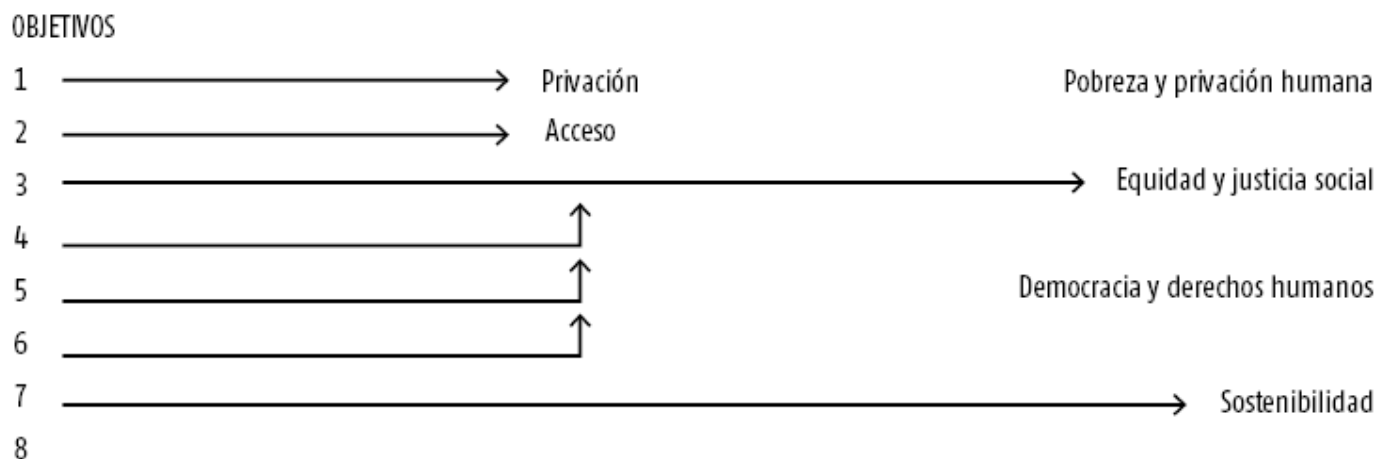 OBJETIVOS
1 Privación Pobreza y privación humana
2 Acceso
3 Equidad y justicia social
4
5 Democracia y derechos humanos
6
7 Sostenibilidad
8